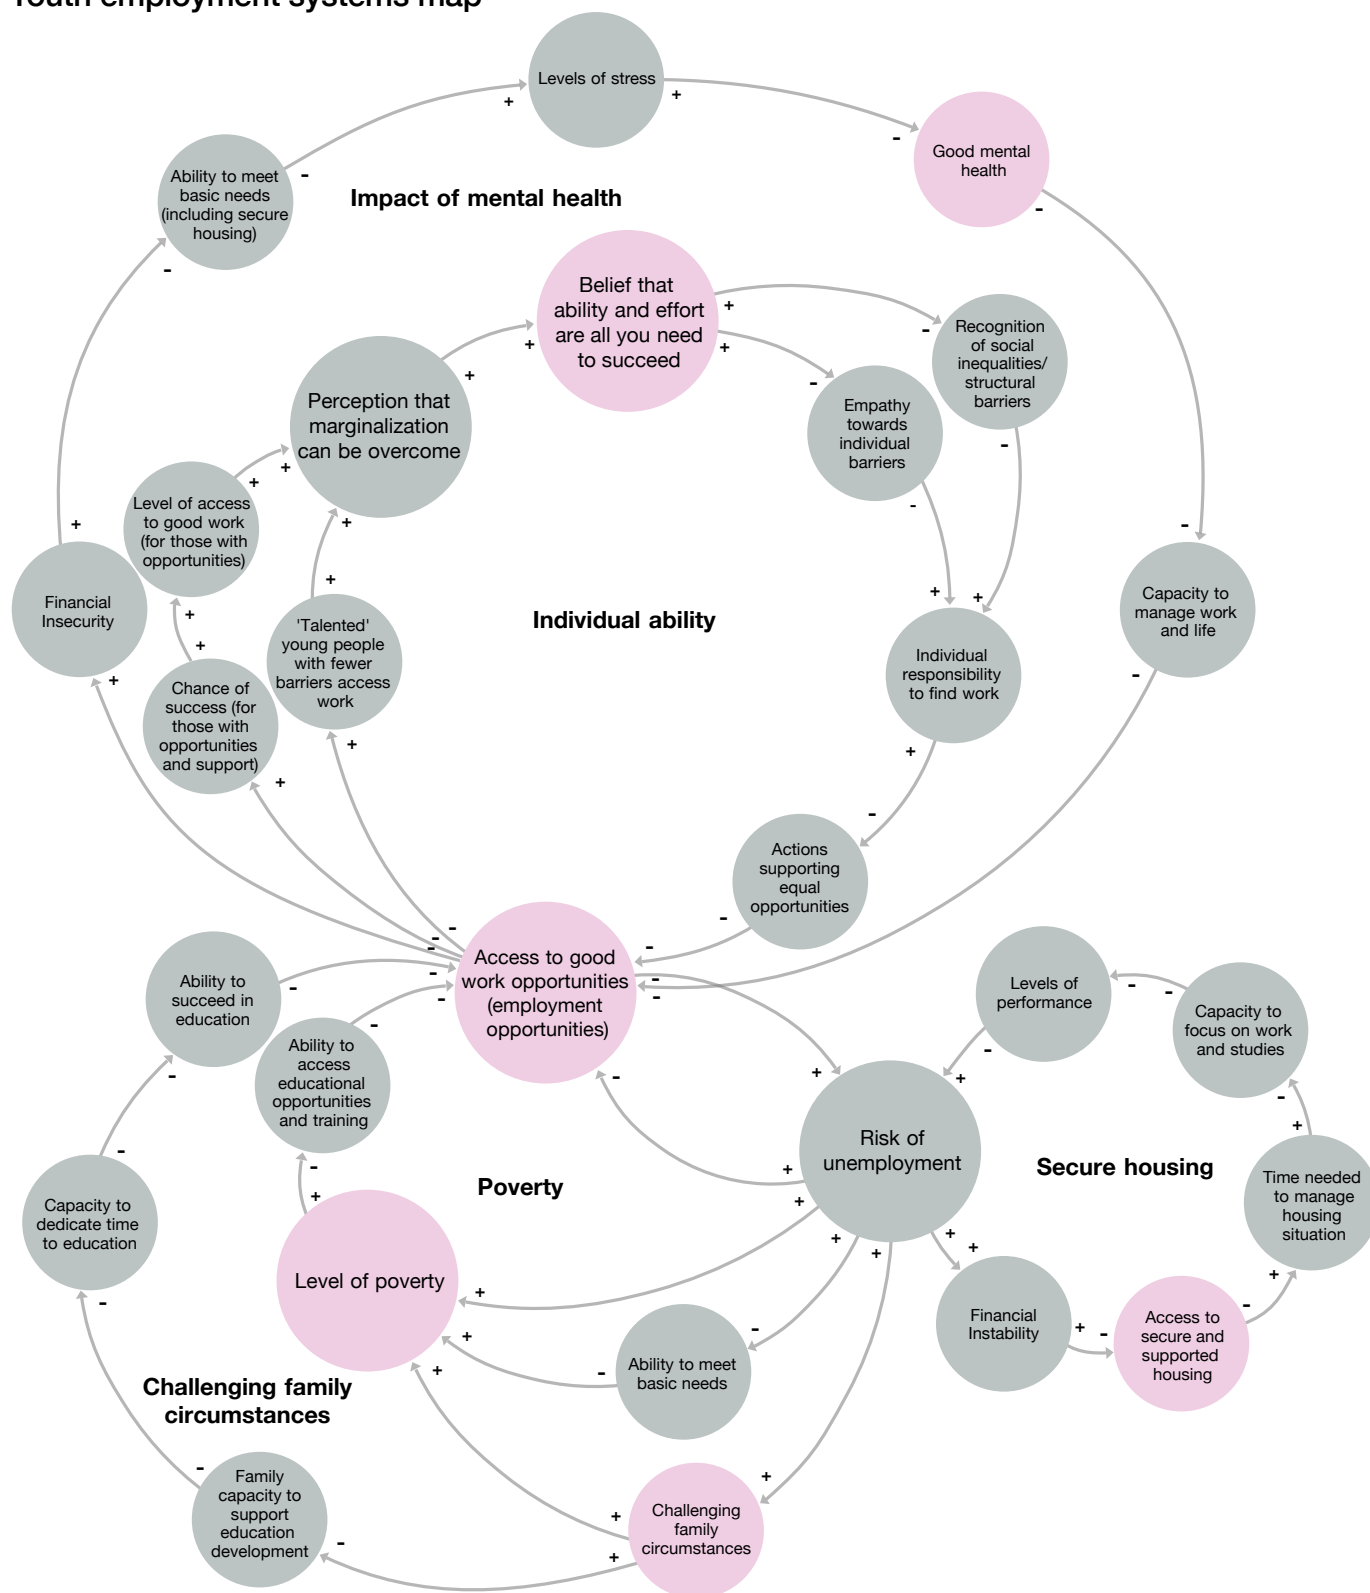 Youth employment systems map
Levels of stress
Good mental
health
Ability to meet
basic needs
(including secure
housing)
Impact of mental health
Belief that
ability and effort
are all you need
to succeed
Recognition
of social
inequalities/
structural
barriers
Perception that
marginalization
can be overcome
Empathy
towards
individual
barriers
Level of access
to good work
(for those with
opportunities)
Financial
Insecurity
'Talented'
young people
with fewer
barriers access
work
Individual ability
Capacity to
manage work
and life
Individual
responsibility
to find work
Chance of
success (for
those with
opportunities
and support)
Actions
supporting
equal
opportunities
Access to good
work opportunities
(employment
opportunities)
Ability to
succeed in
education
Levels of
performance
Capacity to
focus on work
and studies
Ability to
access
educational
opportunities
and training
Risk of
unemployment
Secure housing
Poverty
Time needed
to manage
housing
situation
Capacity to
dedicate time
to education
Level of poverty
Financial
Instability
Access to
secure and
supported
housing
Ability to meet
basic needs
Challenging family
circumstances
Family
capacity to
support
education
development
Challenging
family
circumstances